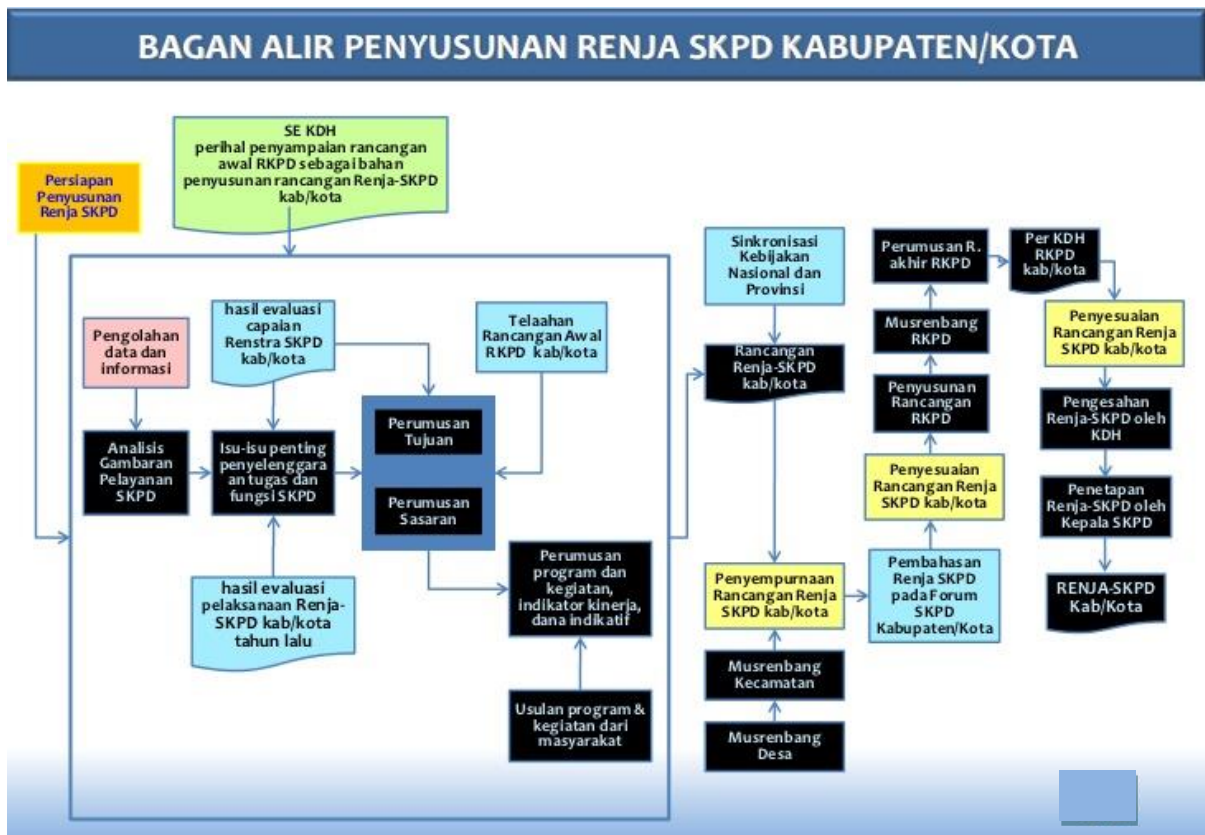 BAGAN ALIR PENYUSUNAN RENJA SKPD KABUPATEN/KOTA
SE KDH
perihal penyampaian rancangan
awal RKPD sebagai bahan
penyusunan rancangan Renja-SKPD
kab/kota
Persiapan
Penyusunan
Renja SKPD
Pengolahan
data dan
informasi
hasil evaluasi
capaian
Renstra SKPD
kab/kota
Telaahan
Rancangan Awal
RKPD kab/kota
Analisis
Gambaran
Pelayanan
SKPD
Isu-isu penting
penyelenggara
an tugas dan
fungsi SKPD
Perumusan
Tujuan
Perumusan
Sasaran
hasil evaluasi
pelaksanaan Renja-
SKPD kab/kota
tahun lalu
Perumusan
program dan
kegiatan,
indikator kinerja,
dana indikatif
Usulan program &
kegiatan dari
masyarakat
Sinkronisasi
Kebijakan
Nasional dan
Provinsi
Rancangan
Renja-SKPD
kab/kota
Penyempurnaan
Rancangan Renja
SKPD kab/kota
Musrenbang
Kecamatan
Musrenbang
Desa
Perumusan R.
akhir RKPD
Musrenbang
RKPD
Penyusunan
Rancangan
RKPD
Penyesuaian
Rancangan Renja
SKPD kab/kota
Pembahasan
Renja SKPD
pada Forum
SKPD
Kabupaten/Kota
Per KDH
RKPD
kab/kota
Penyesuaian
Rancangan Renja
SKPD kab/kota
Pengesahan
Renja-SKPD oleh
KDH
Penetapan
Renja-SKPD oleh
Kepala SKPD
RENJA-SKPD
Kab/Kota